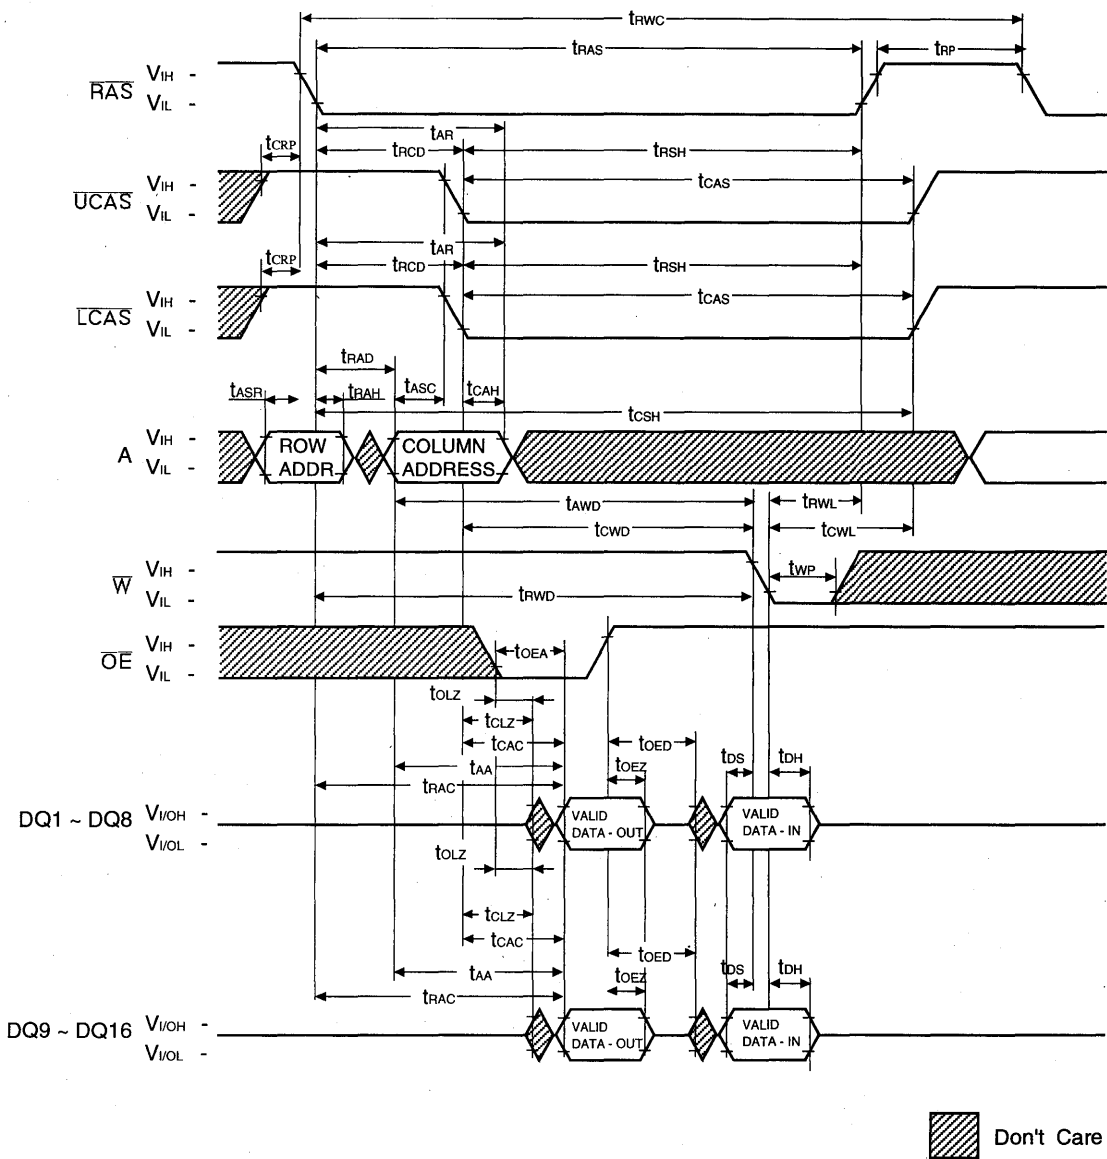 tRWC
tRAS
tRP
RAS VIH -
VIL -
tAR
tCRP
tRCD
tRSH
UCAS VIH -
VIL -
tCAS
tAR
tCRP
tRCD
tRSH
LCAS VIH -
VIL -
tCAS
tRAD
tASR
tRAH
tASC
tCAH
tCSH
A VIH -
VIL -
ROW
ADDR
COLUMN
ADDRESS
tAWD
tRWL
tCWD
tCWL
W VIH -
VIL -
tWP
tRWD
OE VIH -
VIL -
tOEA
tOLZ
tCLZ
tCAC
tOED
tAA
tOEZ
tDS
tDH
tRAC
DQ1 ~ DQ8 VI/OH -
VI/OL -
VALID
DATA - OUT
VALID
DATA - IN
tOLZ
tCLZ
tCAC
tOED
tAA
tOEZ
tDS
tDH
tRAC
DQ9 ~ DQ16 VI/OH -
VI/OL -
VALID
DATA - OUT
VALID
DATA - IN
Don't Care